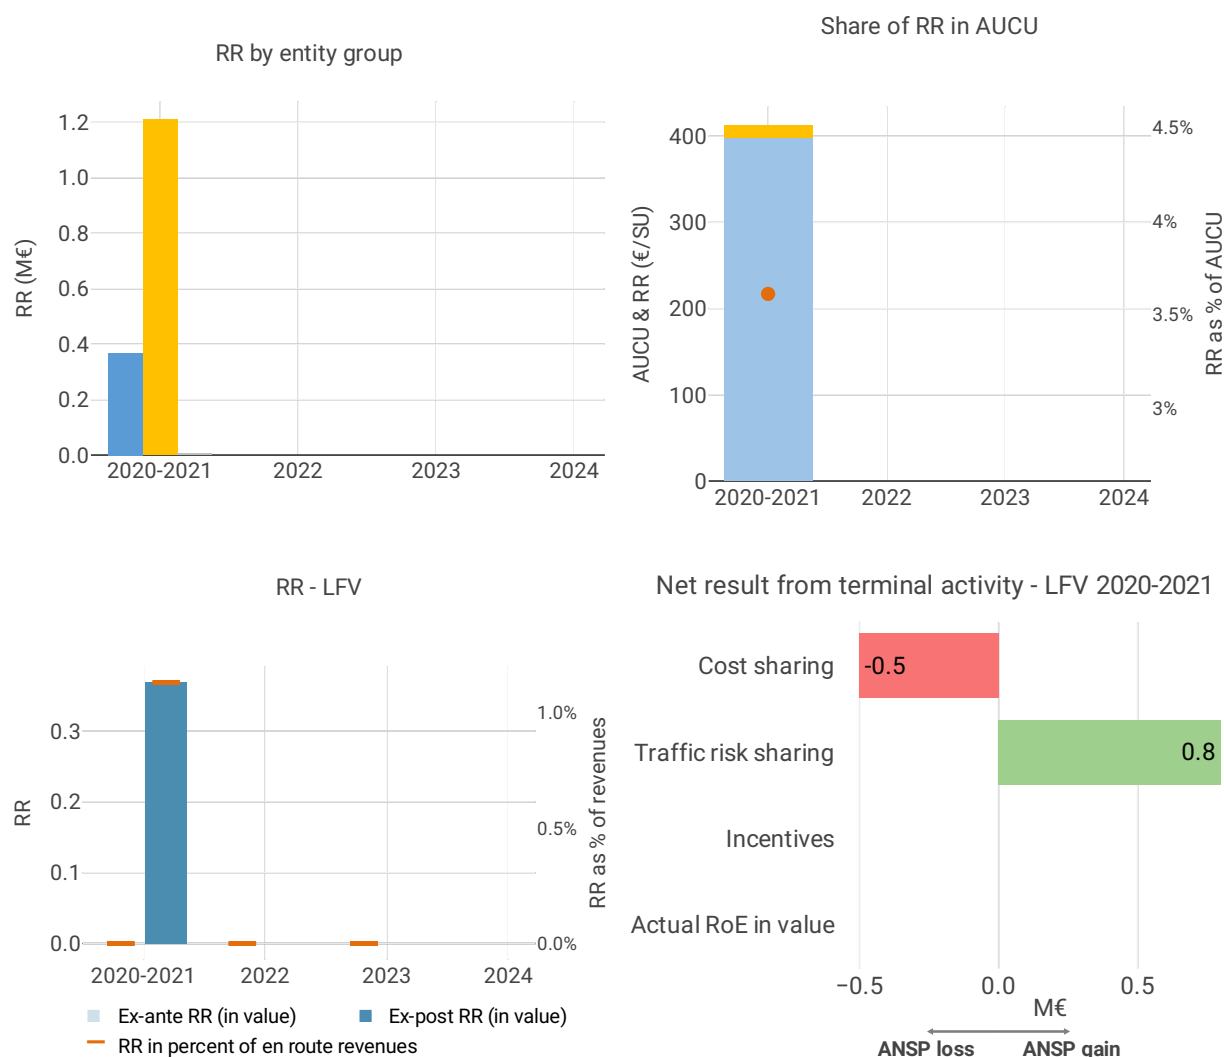 RR by entity group
RR (M€)
1.2
1.0
0.8
0.6
0.4
0.2
0.0
2020-2021
2022
2023
2024
Share of RR in AUCU
AUCU & RR (€/SU)
400
300
200
100
0
4.5%
4%
3.5%
3%
RR as % of AUCU
2020-2021
2022
2023
2024
RR - LFV
RR
0.3
0.2
0.1
0.0
1.0%
0.5%
0.0%
RR as % of revenues
2020-2021
2022
2023
2024
Ex-ante RR (in value)
Ex-post RR (in value)
RR in percent of en route revenues
Net result from terminal activity - LFV 2020-2021
Cost sharing
-0.5
Traffic risk sharing
0.8
Incentives
Actual RoE in value
−0.5
0.0
0.5
M€
ANSP loss
ANSP gain